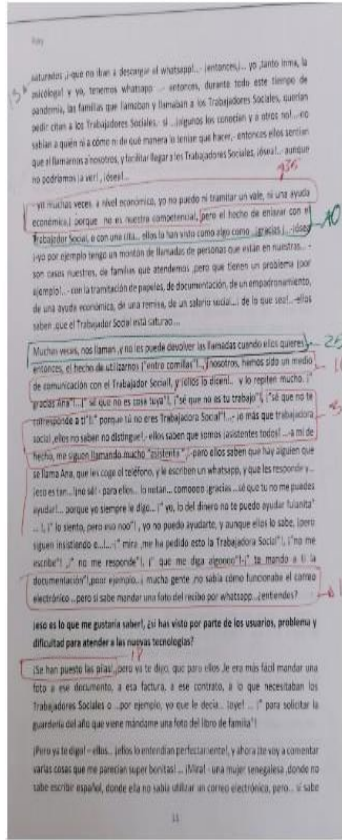 saturados ¡-que no iban a descargar el whatsapp!..- ¡entonces¡... yo ,tanto Inma, la
psicóloga! y yo, tenemos whatsapp ... entonces, durante todo este tiempo de
pandemia, las familias que llamaban y llamaban a los Trabajadores Sociales, querían
pedir citan a los Trabajadores Sociales.- si ...¡algunos los conocían y a otros no!...-no
sabían a quién ni a cómo ni de qué manera lo tenían que hacer,- entonces ellos sentían
que si llamamos a nosotros, y facilitar llegar a los Trabajadores Sociales, ¡ósea!..- aunque
no podríamos ¡a ver! , ¡ósea!...
- yo muchas veces a nivel económico, yo no puedo ni tramitar un vale, ni una ayuda
económica,¡ porque no es nuestra competencia¡, pero el hecho de enlazar con el
Trabajador Social, o con una cita... ellos lo han visto como algo como ..¡gracias ¡...-¡ósea
¡-yo por ejemplo tengo un montón de llamadas de personas que están en nuestras... -
son casos nuestros, de familias que atendemos ,pero que tienen un problema ¡por
ejemplo!..- con la tramitación de papeles, de documentación, de un empadronamiento,
de una ayuda económica, de una remisa, de un salario social...¡ de lo que sea!..-ellas
saben ,que el Trabajador Social está saturao...
Muchas veces, nos llaman ,y no les puede devolver las llamadas cuando ellos quieres¡..-
entonces, el hecho de utilizarnos ¡"entre comillas"!.., ¡nosotros, hemos sido un medio
de comunicación con el Trabajador Social!, y ¡ellos lo dicen!.. y lo repiten mucho. ¡"
gracias Ana"...¡" sé que no es cosa tuya"!, ¡"sé que no es tu trabajo"!, ¡"sé que no te
corresponde a ti"!." porque tú no eres Trabajadora Social"!...- ¡e más que trabajadora
social ,ellos no saben no distingue!,- ellos saben que somos ¡asistentes todos! ...-a mi de
hecho, me siguen llamando mucho "asistenta ",- pero ellos saben que hay alguien que
se llama Ana, que les coge el teléfono, y le escriben un whatsapp, y que les responde y...
¡eso es tan!...¡no sé! - para ellos... lo notan... comoooo ¡gracias ...sé que tú no me puedes
ayudar!... porque yo siempre le digo... ¡" yo, lo del dinero no te puedo ayudar fulanita"
... !, ¡" lo siento, pero eso noo"! , yo no puedo ayudarte, y aunque ellos lo sabe, ¡pero
siguen insistiendo e...!...-¡" mira ,me ha pedido esto la Trabajadora Social"!, ¡"no me
escribe"! ,¡" no me responde"!, ¡" que me diga algonoo"!-¡" te mando a ti la
documentación"!,poor ejemplo.. ¡ mucha gente ,no sabía cómo funcionaba el correo
electrónico ...pero si sabe mandar una foto del recibo por whatsapp..¿entiendes?
¡eso es lo que me gustaría saber!, ¿si has visto por parte de los usuarios, problema y
dificultad para atender a las nuevas tecnologías?
¡Se han puesto las pilas! ,pero ya te digo, que para ellos ,le era más fácil mandar una
foto a ese documento, a esa factura, a ese contrato, a lo que necesitaban los
Trabajadores Sociales o ..por ejemplo, yo que le decía.. ¡oye! ... ¡" para solicitar la
guardería del año que viene mándame una foto del libro de familia"!
¡Pero ya te digo! – ellos... ¡ellos lo entendían perfectamente!, y ahora ¡te voy a comentar
varias cosas que me parecían super bonitas! ... ¡Mira! - una mujer senegalesa ,donde no
sabe escribir español, donde ella no sabía utilizar un correo electrónico, pero... si sabe
11